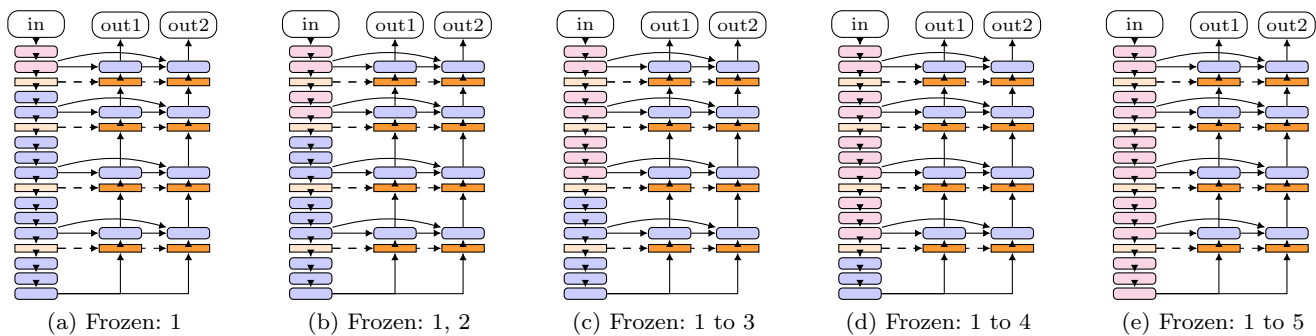 in out1 out2 in out1 out2 in out1 out2 in out1 out2 in out1 out2
(a) Frozen: 1 (b) Frozen: 1, 2 (c) Frozen: 1 to 3 (d) Frozen: 1 to 4 (e) Frozen: 1 to 5